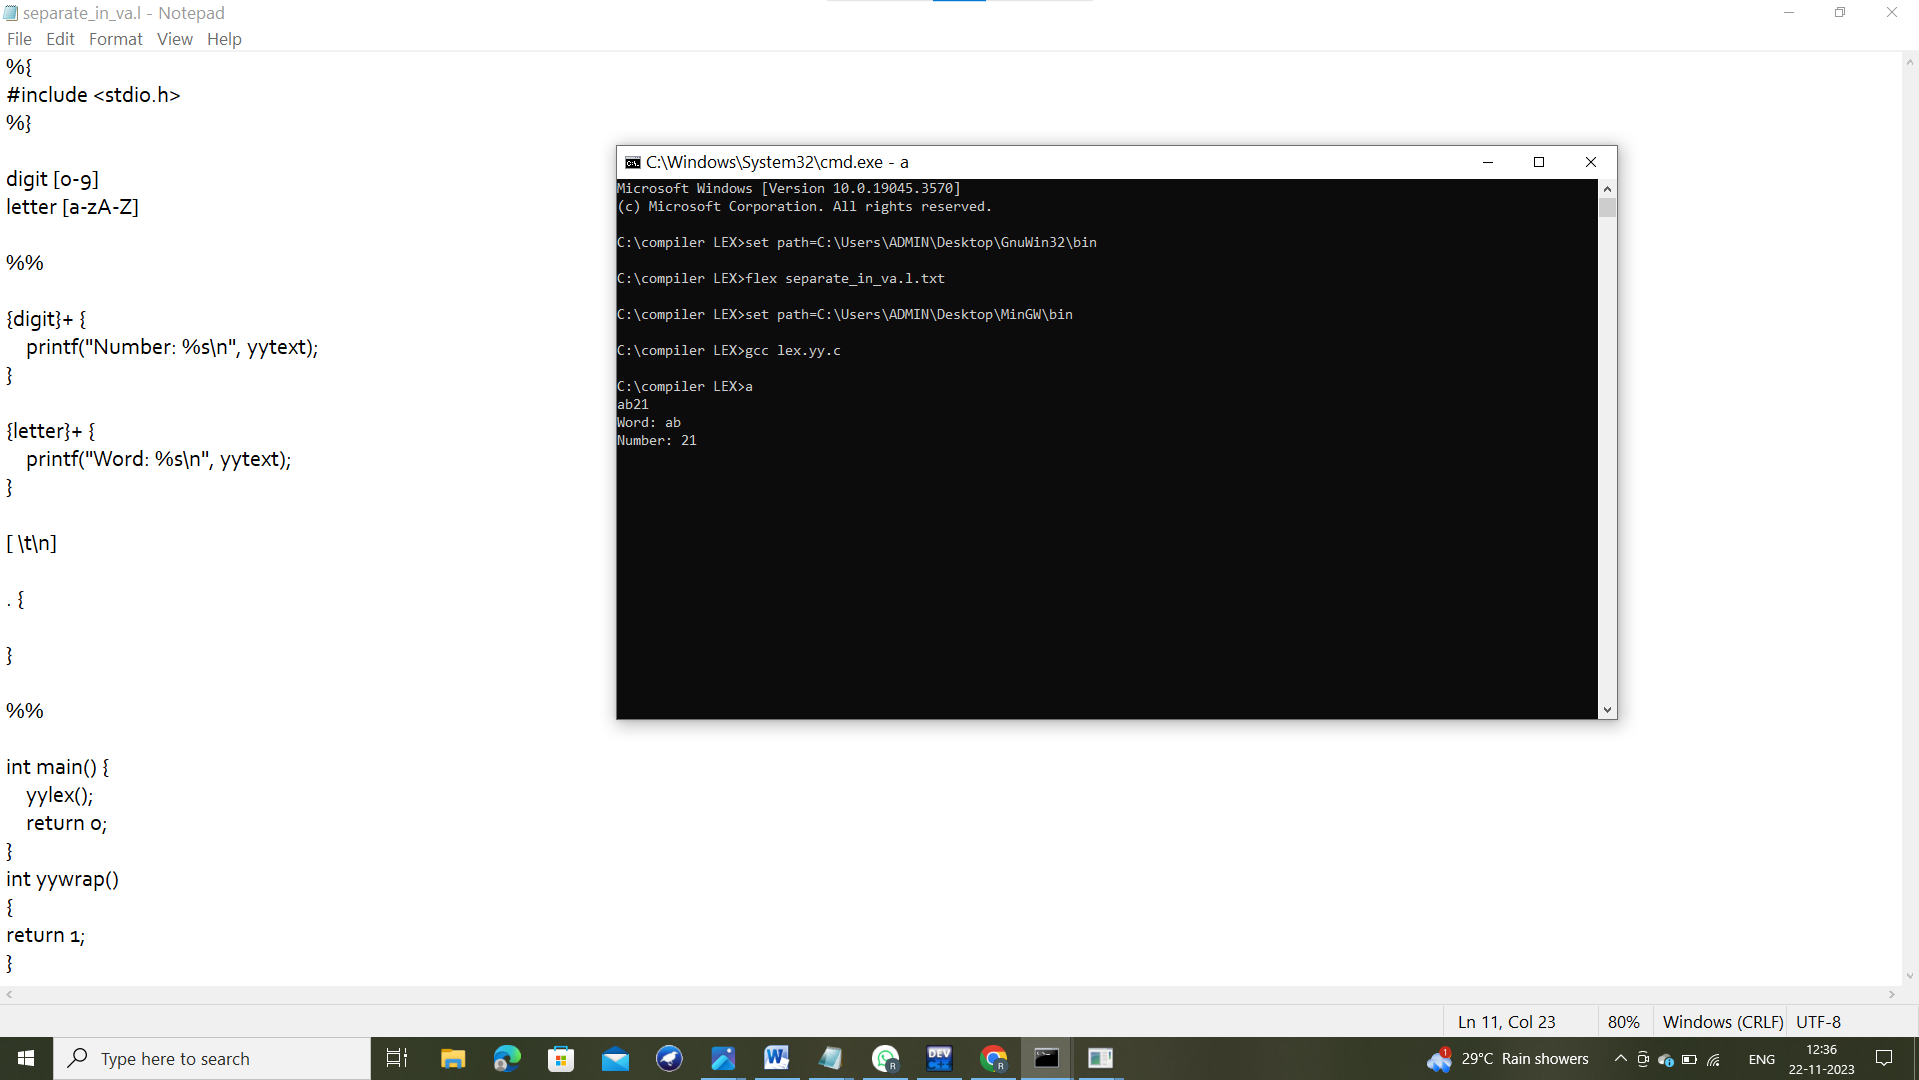 separate_in_va.l - Notepad
File Edit Format View Help
%{
#include <stdio.h>
%}
digit [0-9]
letter [a-zA-Z]
%%
{digit}+ {
printf("Number: %s\n", yytext);
}
{letter}+ {
printf("Word: %s\n", yytext);
}
[ \t\n]
. {
}
%%
int main() {
yylex();
return 0;
}
int yywrap()
{
return 1;
}
C:\Windows\System32\cmd.exe - a
Microsoft Windows [Version 10.0.19045.3570]
(c) Microsoft Corporation. All rights reserved.
C:\compiler LEX>set path=C:\Users\ADMIN\Desktop\GnuWin32\bin
C:\compiler LEX>flex separate_in_va.l.txt
C:\compiler LEX>set path=C:\Users\ADMIN\Desktop\MinGW\bin
C:\compiler LEX>gcc lex.yy.c
C:\compiler LEX>a
ab21
Word: ab
Number: 21
Ln 11, Col 23
80%
Windows (CRLF)
UTF-8
Type here to search
DEV
1
29°C Rain showers
ENG
12:36
22-11-2023